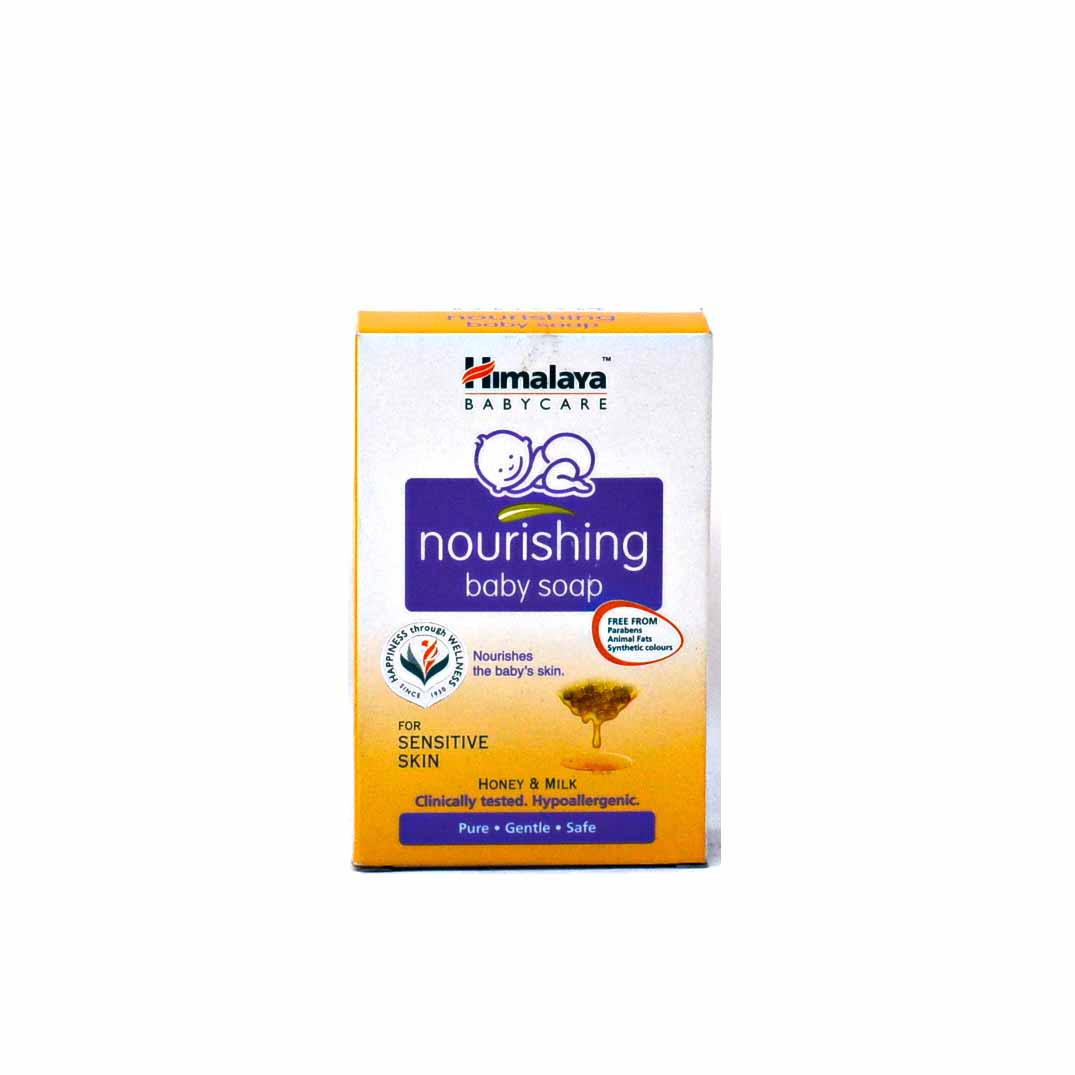 nourishing
baby soap
Himalaya™
BABYCARE
nourishing
baby soap
FREE FROM
Parabens
Animal Fats
Synthetic colours
HAPPINESS through WELLNESS
SINCE 1930
Nourishes
the baby's skin.
FOR
SENSITIVE
SKIN
HONEY & MILK
Clinically tested. Hypoallergenic.
Pure • Gentle • Safe